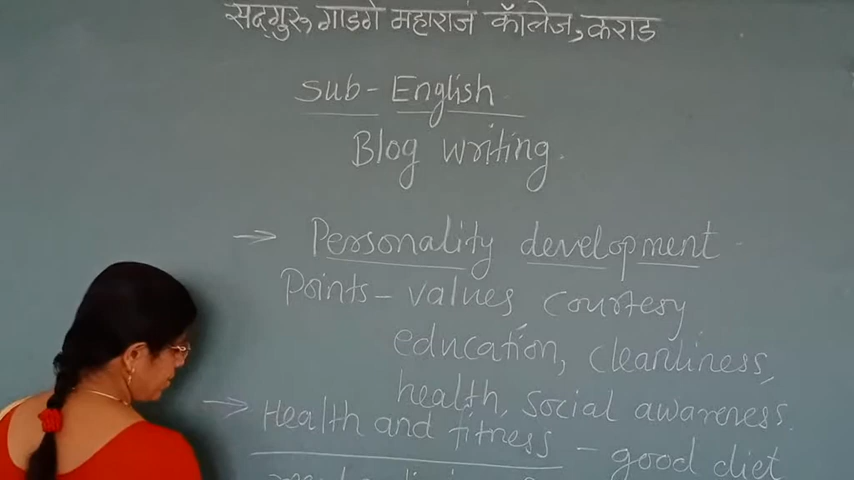 सद्‌गुरू गाडगे महाराज कॉलेज, कराड
Sub - English
Blog writing.
→ Personality development
Points - values courtesy
education, cleanliness,
health, social awareness.
→ Health and fitness - good diet